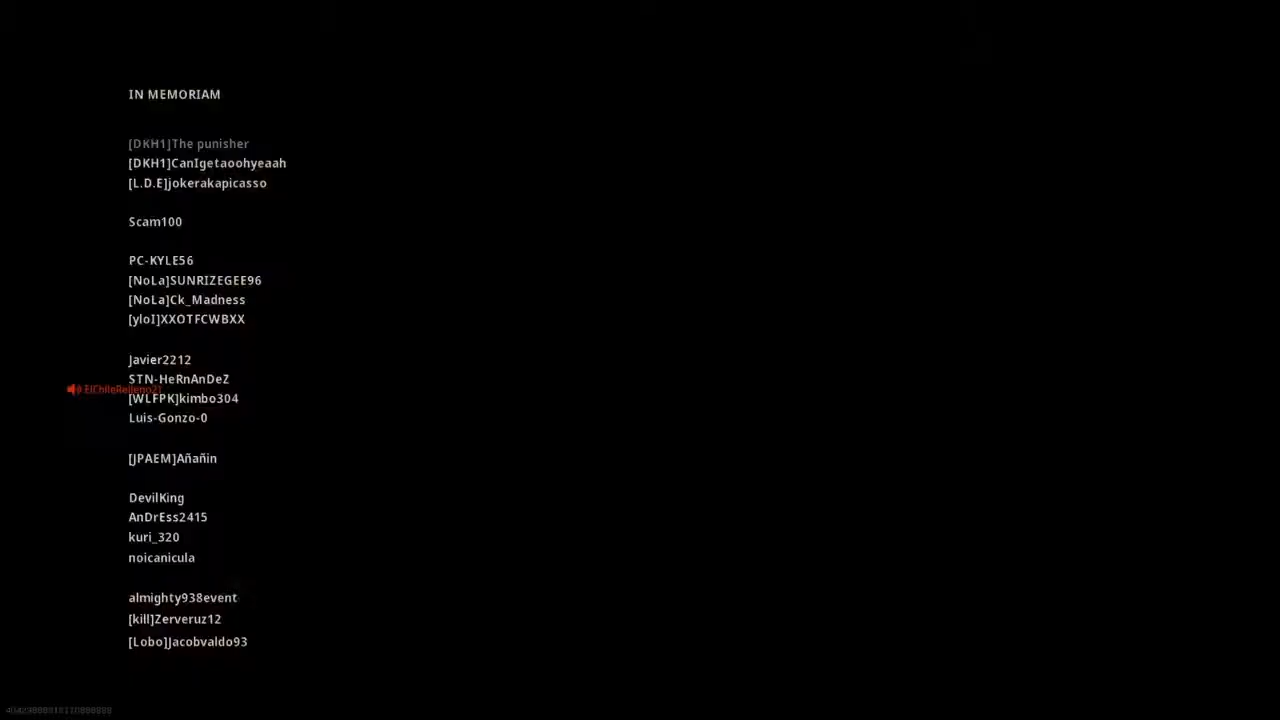 IN MEMORIAM
[DKH1]The punisher
[DKH1]CanIgetaoohyeaah
[L.D.E]jokerakapicasso
Scam100
PC-KYLE56
[NoLa]SUNRIZEGEE96
[NoLa]Ck_Madness
[yloI]XXOTFCWBXX
Javier2212
STN-HeRnAnDeZ
ElChileRelleno21
[WLFPK]kimbo304
Luis-Gonzo-0
[JPAEM]Añañin
DevilKing
AnDrEss2415
kuri_320
noicanicula
almighty938event
[kill]Zerveruz12
[Lobo]Jacobvaldo93